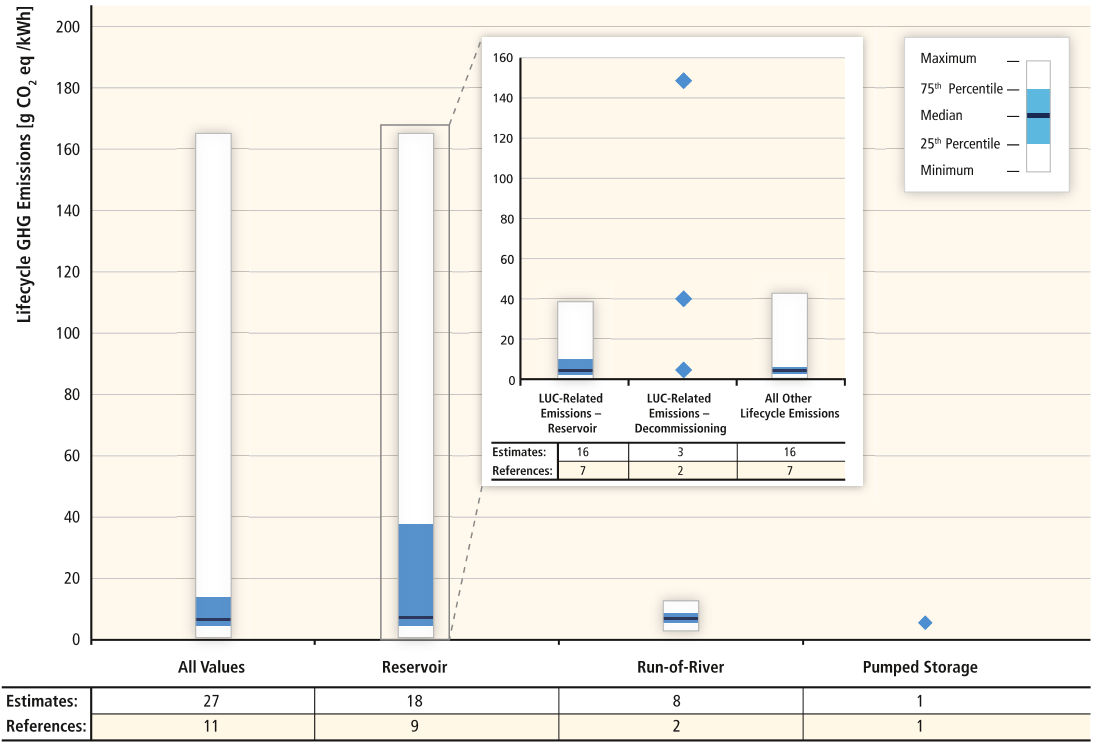 Lifecycle GHG Emissions [g CO2 eq /kWh]
200
180
160
140
120
100
80
60
40
20
0
160
140
120
100
80
60
40
20
0
LUC-Related
Emissions –
Reservoir
LUC-Related
Emissions –
Decommissioning
All Other
Lifecycle Emissions
Estimates: 16 3 16
References: 7 2 7
Maximum
75th Percentile
Median
25th Percentile
Minimum
All Values Reservoir Run-of-River Pumped Storage
Estimates: 27 18 8 1
References: 11 9 2 1